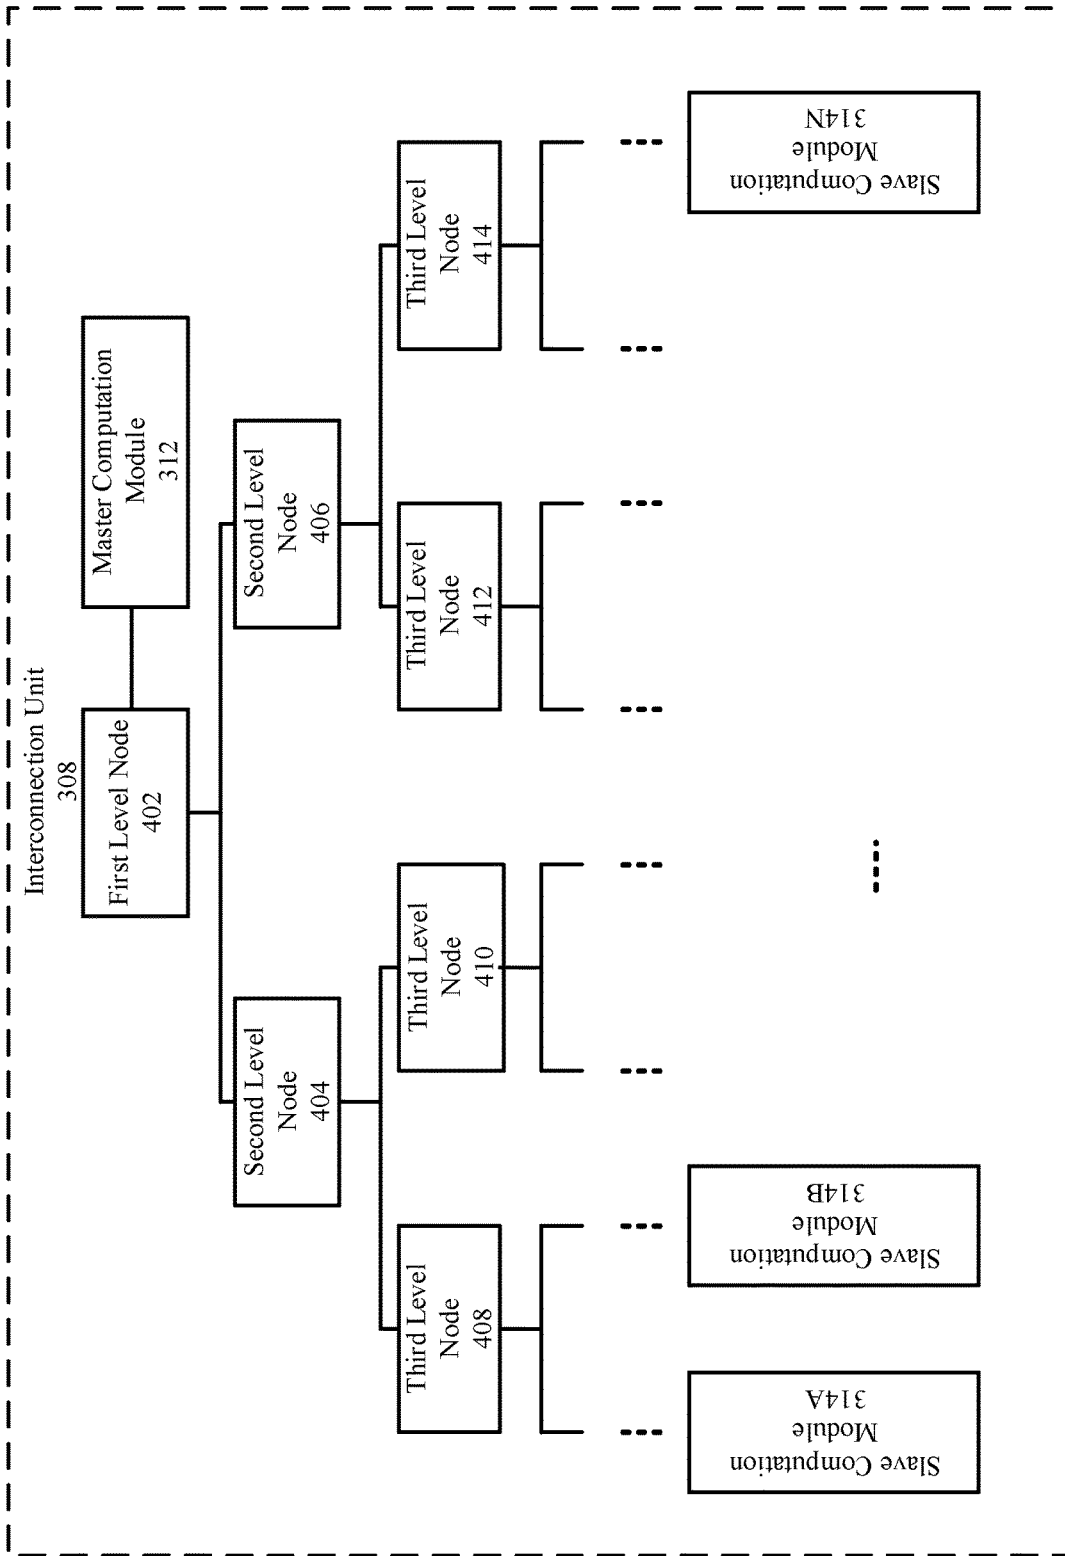 Interconnection Unit
308
First Level Node
402
Master Computation
Module
312
Second Level
Node
404
Second Level
Node
406
Third Level
Node
408
Third Level
Node
410
Third Level
Node
412
Third Level
Node
414
Slave Computation
Module
314A
Slave Computation
Module
314B
Slave Computation
Module
314N